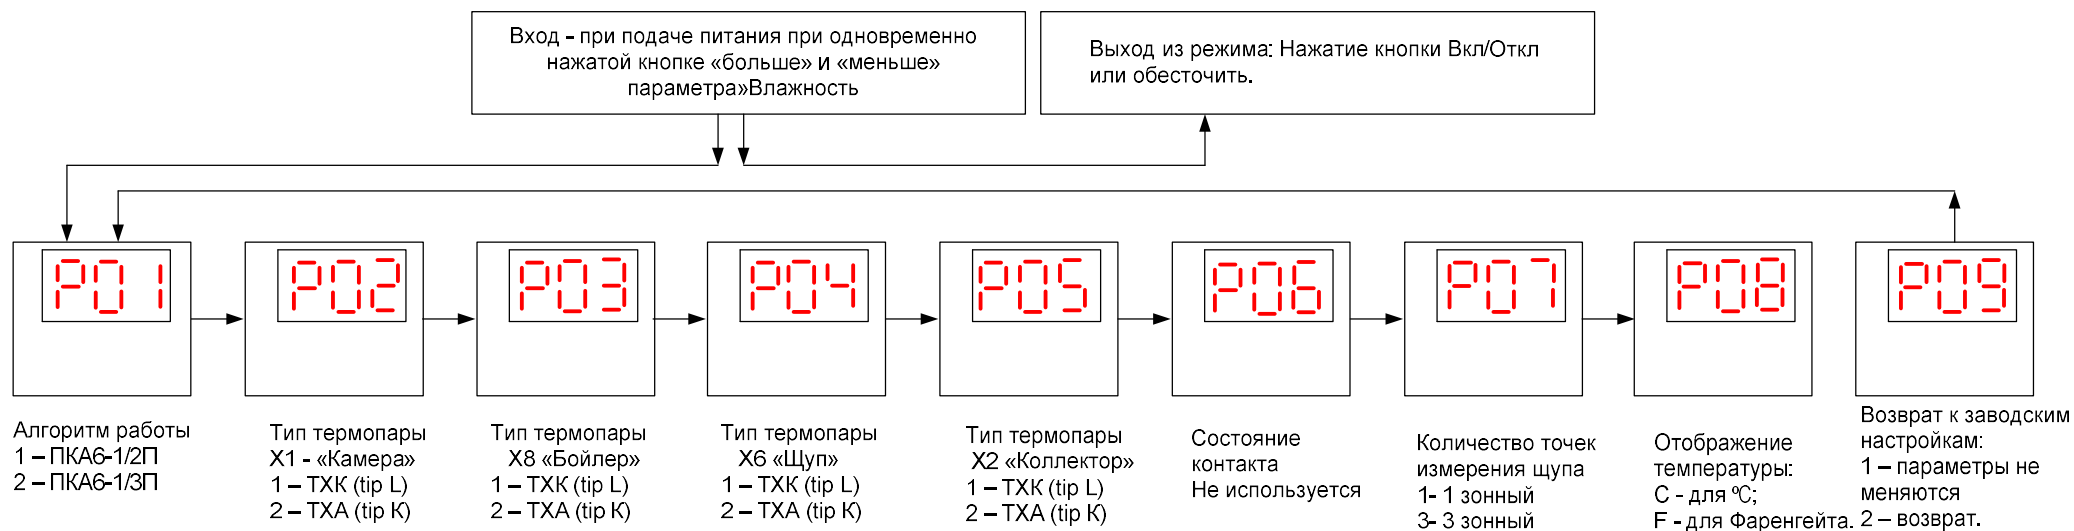 Вход - при подаче питания при одновременно
нажатой кнопке «больше» и «меньше»
параметра»Влажность
Выход из режима: Нажатие кнопки Вкл/Откл
или обесточить.
P01
P02
P03
P04
P05
P06
P07
P08
P09
Алгоритм работы
1 – ПКА6-1/2П
2 – ПКА6-1/3П
Тип термопары
X1 - «Камера»
1 – ТХК (tip L)
2 – ТХА (tip К)
Тип термопары
X8 «Бойлер»
1 – ТХК (tip L)
2 – ТХА (tip К)
Тип термопары
X6 «Щуп»
1 – ТХК (tip L)
2 – ТХА (tip К)
Тип термопары
X2 «Коллектор»
1 – ТХК (tip L)
2 – ТХА (tip К)
Состояние
контакта
Не используется
Количество точек
измерения щупа
1- 1 зонный
3- 3 зонный
Отображение
температуры:
С - для ℃;
F - для Фаренгейта.
Возврат к заводским
настройкам:
1 – параметры не
меняются
2 – возврат.